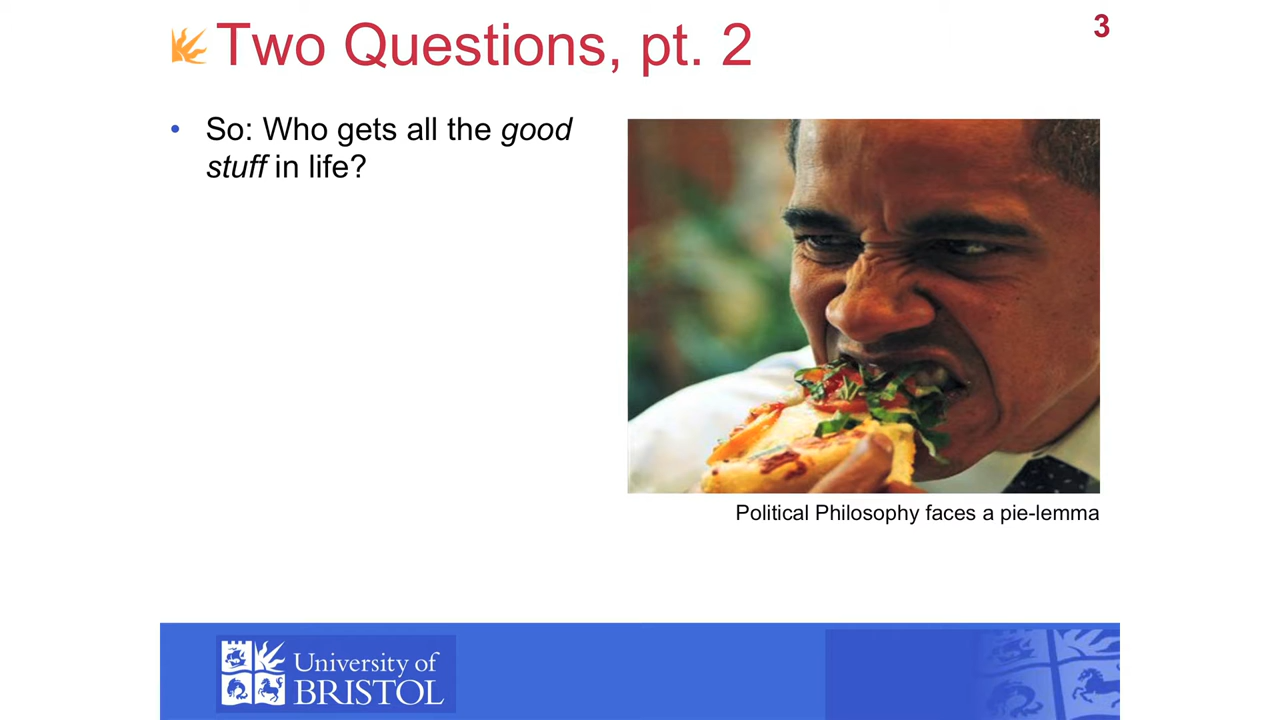 Two Questions, pt. 2
3
• So: Who gets all the good
stuff in life?
Political Philosophy faces a pie-lemma
University of
BRISTOL